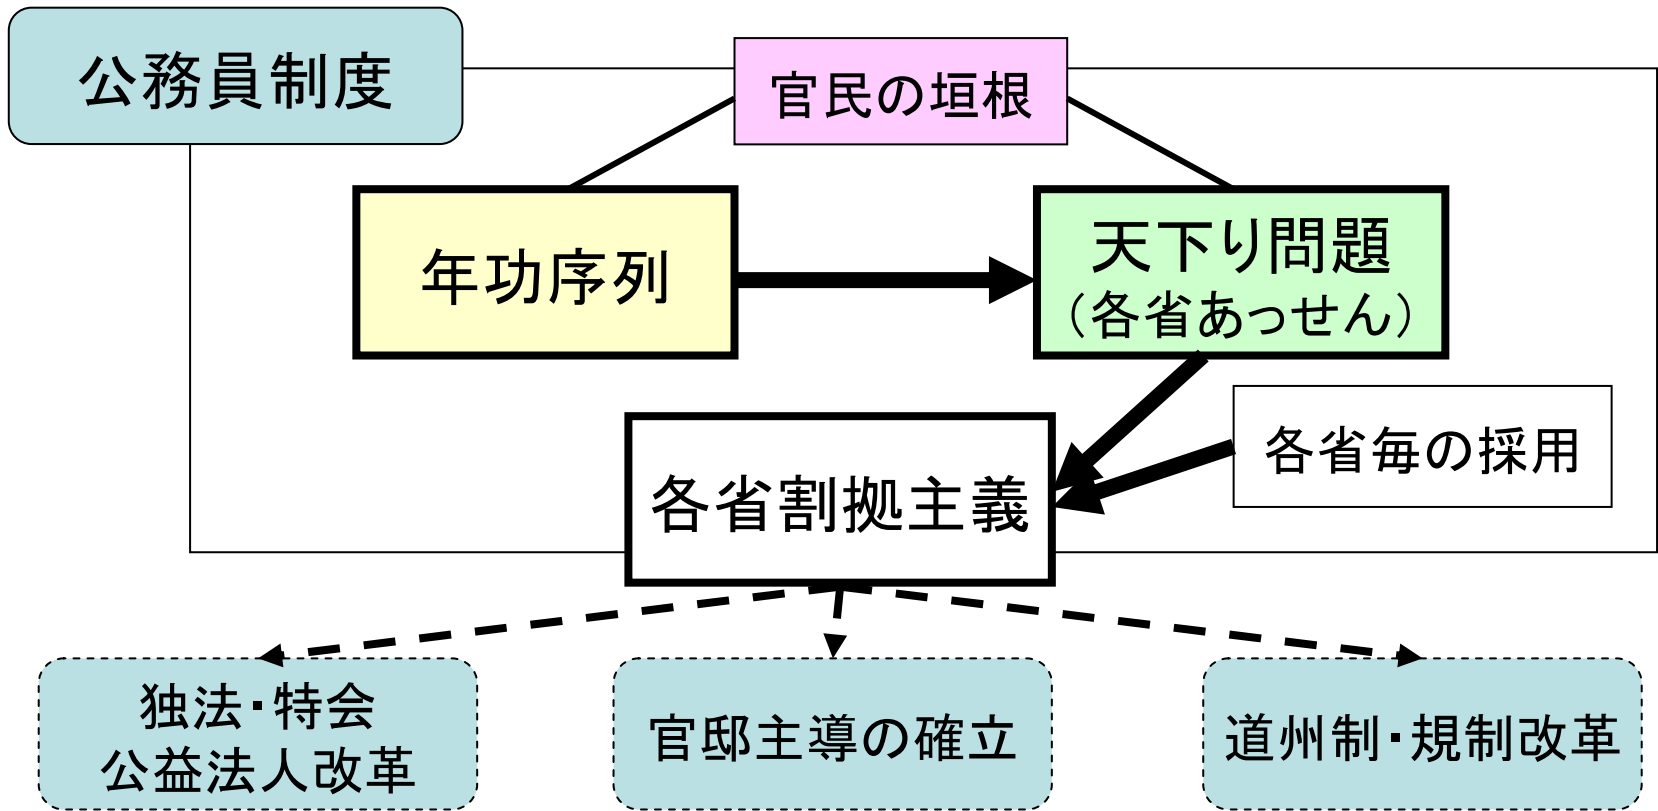 公務員制度
官民の垣根
年功序列
天下り問題
(各省あっせん)
各省毎の採用
各省割拠主義
独法・特会
公益法人改革
官邸主導の確立
道州制・規制改革